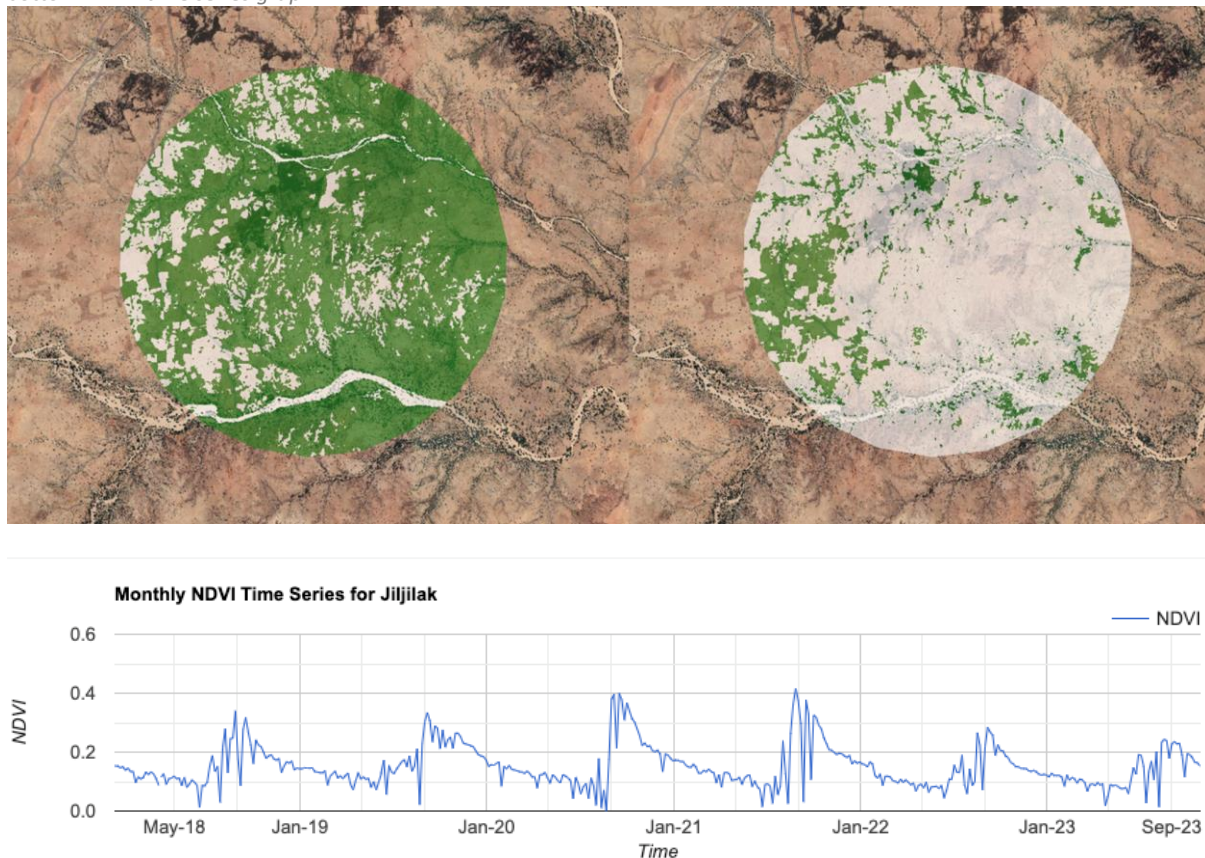 Monthly NDVI Time Series for Jiljilak
NDVI
0.6
0.4
0.2
0.0
NDVI
May-18 Jan-19 Jan-20 Jan-21 Jan-22 Jan-23 Sep-23
Time